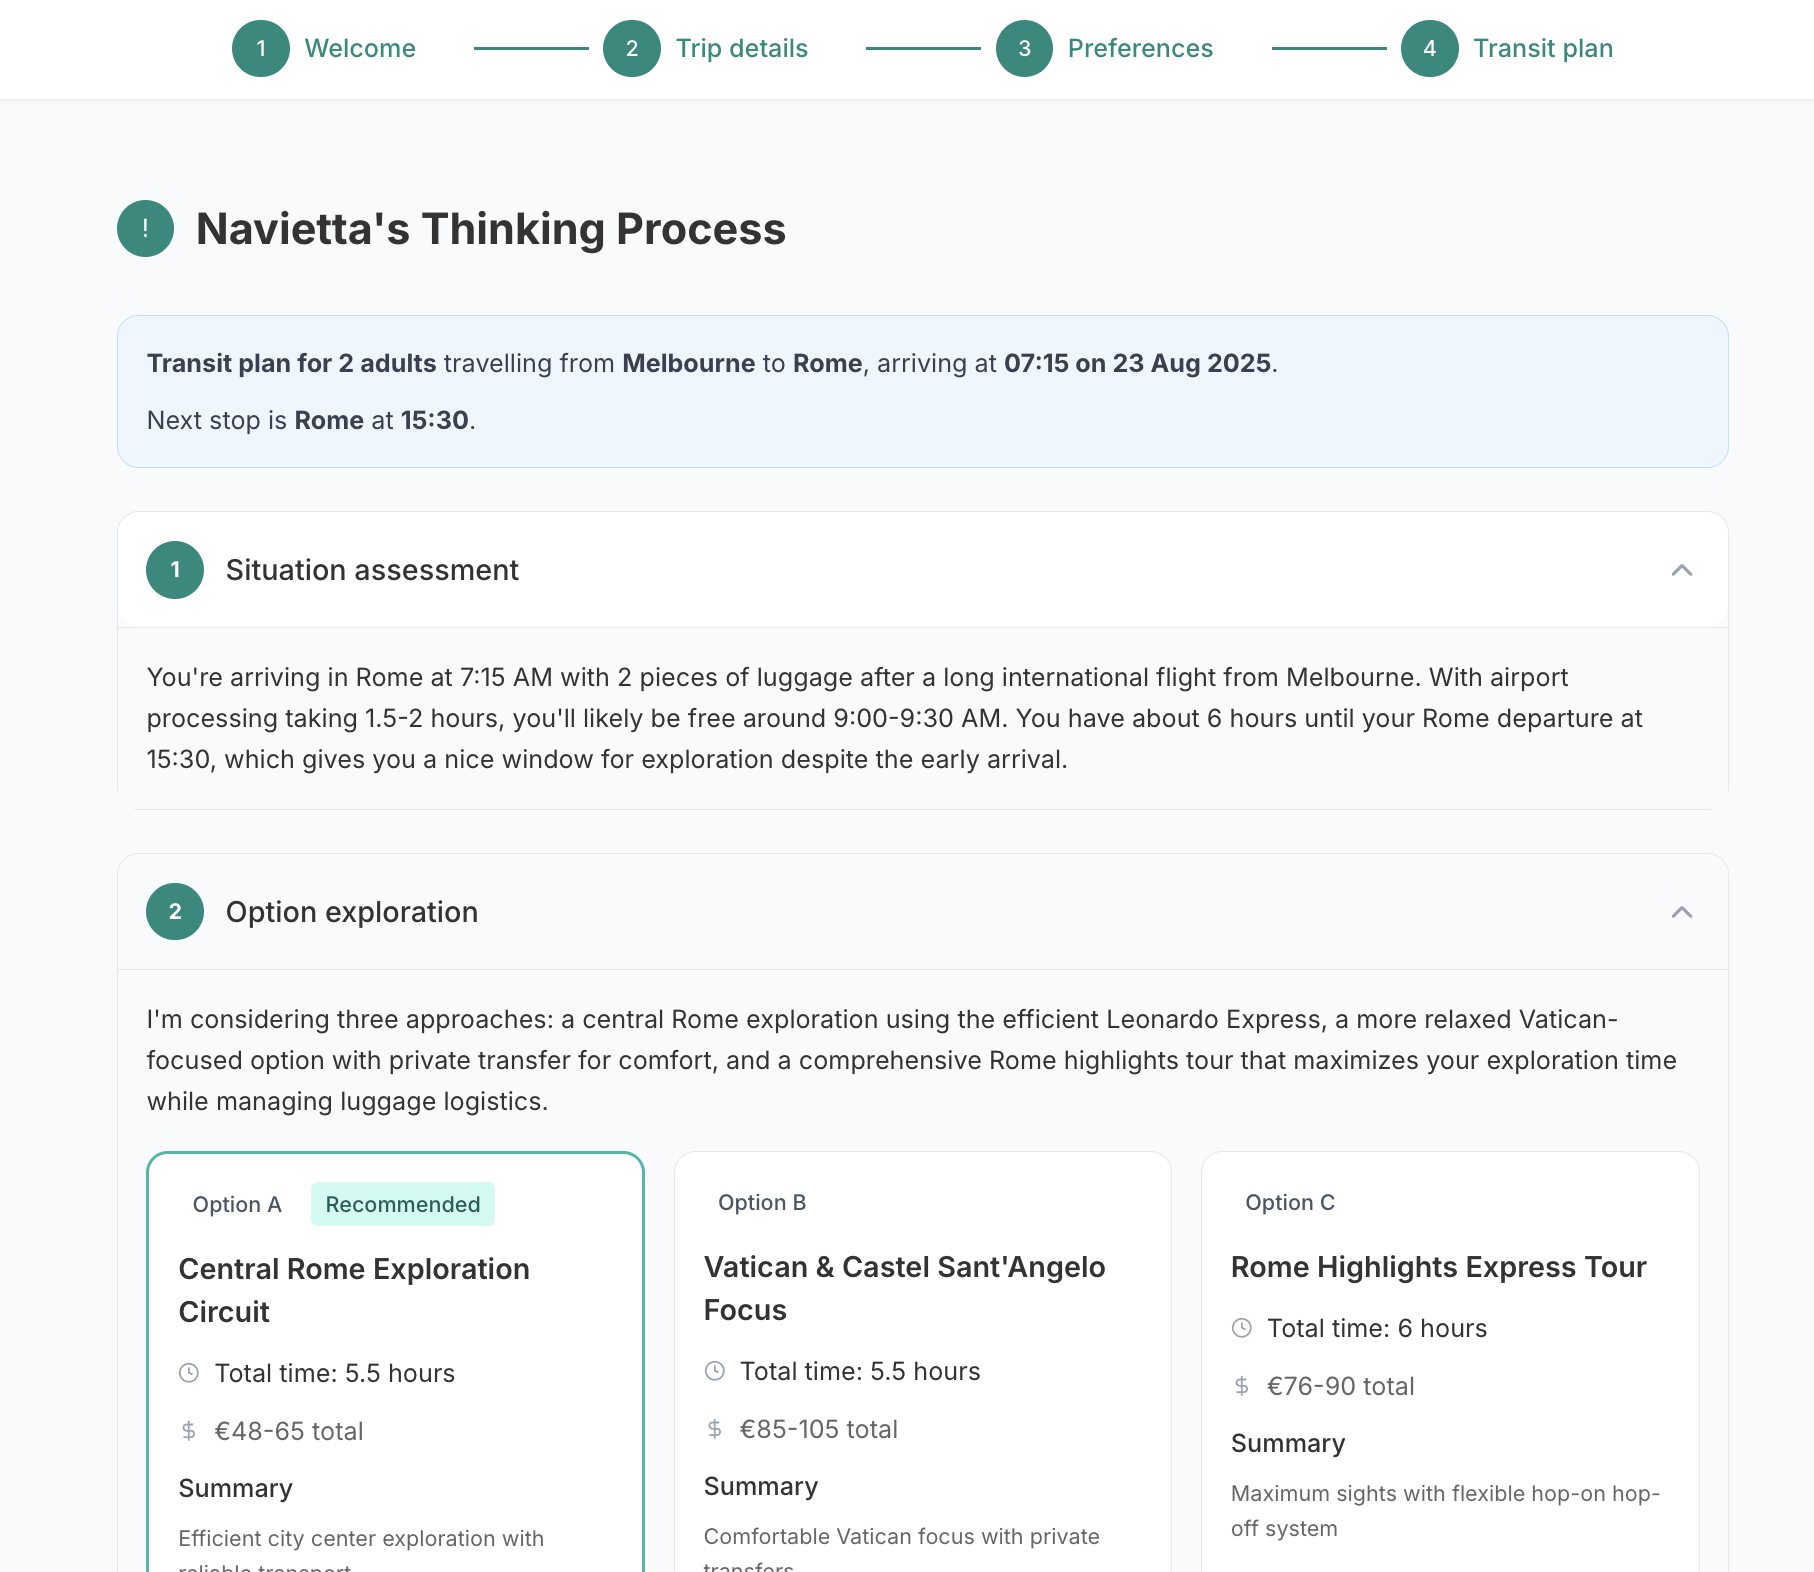 1 Welcome 2 Trip details 3 Preferences 4 Transit plan
! Navietta's Thinking Process
Transit plan for 2 adults travelling from Melbourne to Rome, arriving at 07:15 on 23 Aug 2025.
Next stop is Rome at 15:30.
1 Situation assessment
You're arriving in Rome at 7:15 AM with 2 pieces of luggage after a long international flight from Melbourne. With airport
processing taking 1.5-2 hours, you'll likely be free around 9:00-9:30 AM. You have about 6 hours until your Rome departure at
15:30, which gives you a nice window for exploration despite the early arrival.
2 Option exploration
I'm considering three approaches: a central Rome exploration using the efficient Leonardo Express, a more relaxed Vatican-
focused option with private transfer for comfort, and a comprehensive Rome highlights tour that maximizes your exploration time
while managing luggage logistics.
Option A Recommended
Central Rome Exploration
Circuit
Total time: 5.5 hours
$ €48-65 total
Summary
Efficient city center exploration with
reliable transport
Option B
Vatican & Castel Sant'Angelo
Focus
Total time: 5.5 hours
$ €85-105 total
Summary
Comfortable Vatican focus with private
transfers
Option C
Rome Highlights Express Tour
Total time: 6 hours
$ €76-90 total
Summary
Maximum sights with flexible hop-on hop-
off system